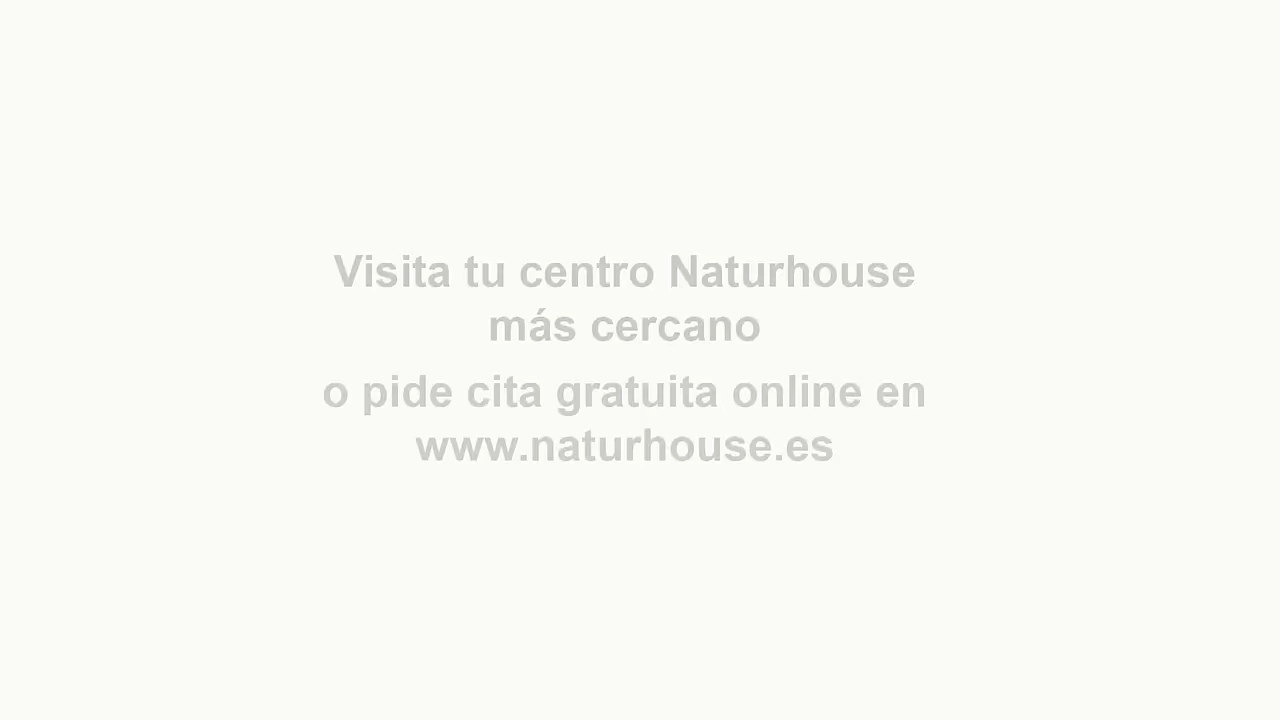 Visita tu centro Naturhouse
más cercano
o pide cita gratuita online en
www.naturhouse.es